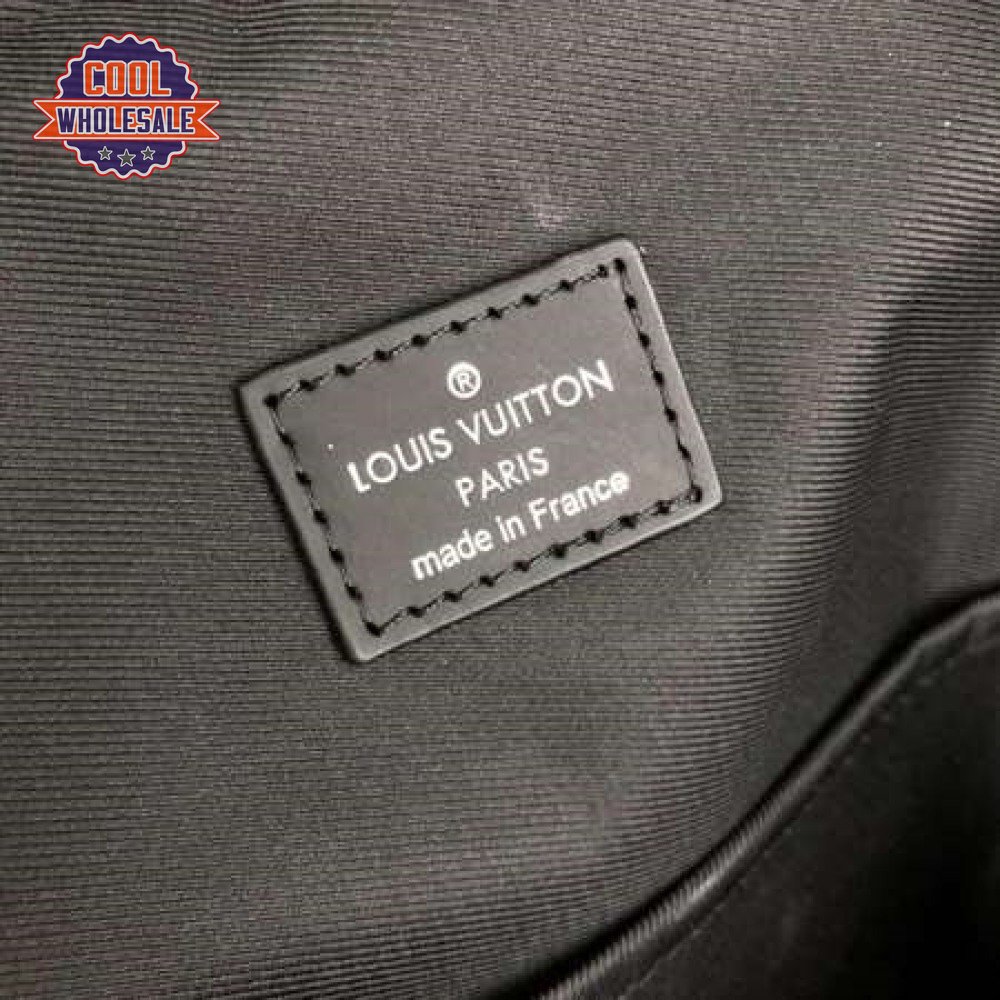 COOL
WHOLESALE
®
LOUIS VUITTON
PARIS
made in France